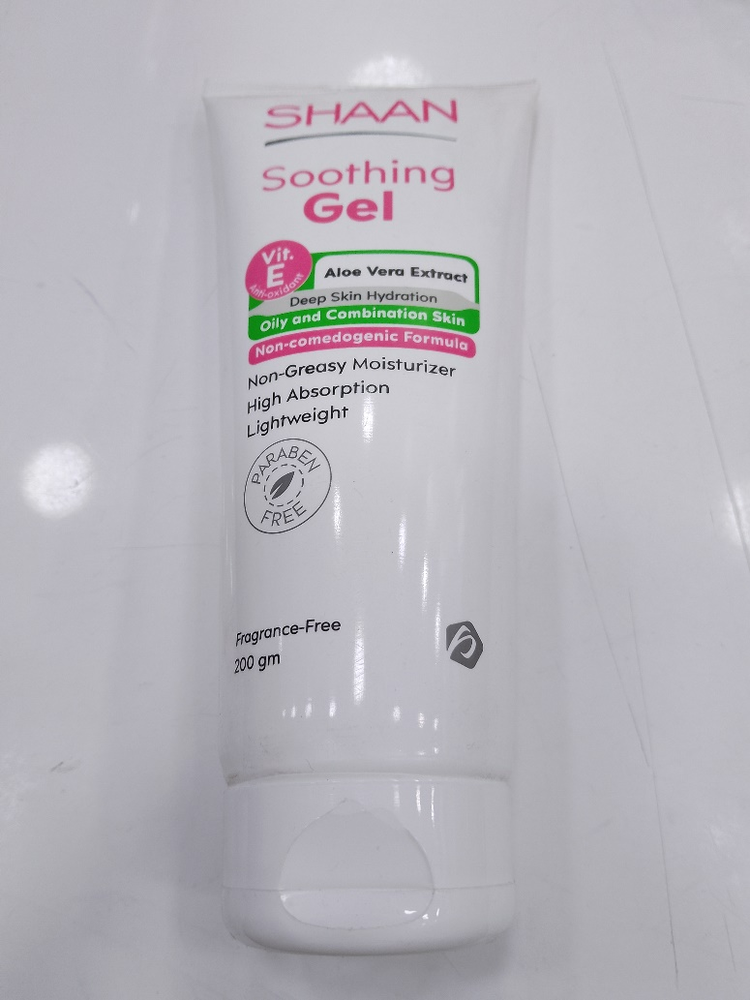 SHAAN
Soothing
Gel
Vit.
E
Anti-oxidant
Aloe Vera Extract
Deep Skin Hydration
Oily and Combination Skin
Non-comedogenic Formula
Non-Greasy Moisturizer
High Absorption
Lightweight
PARABEN
FREE
Fragrance-Free
200 gm